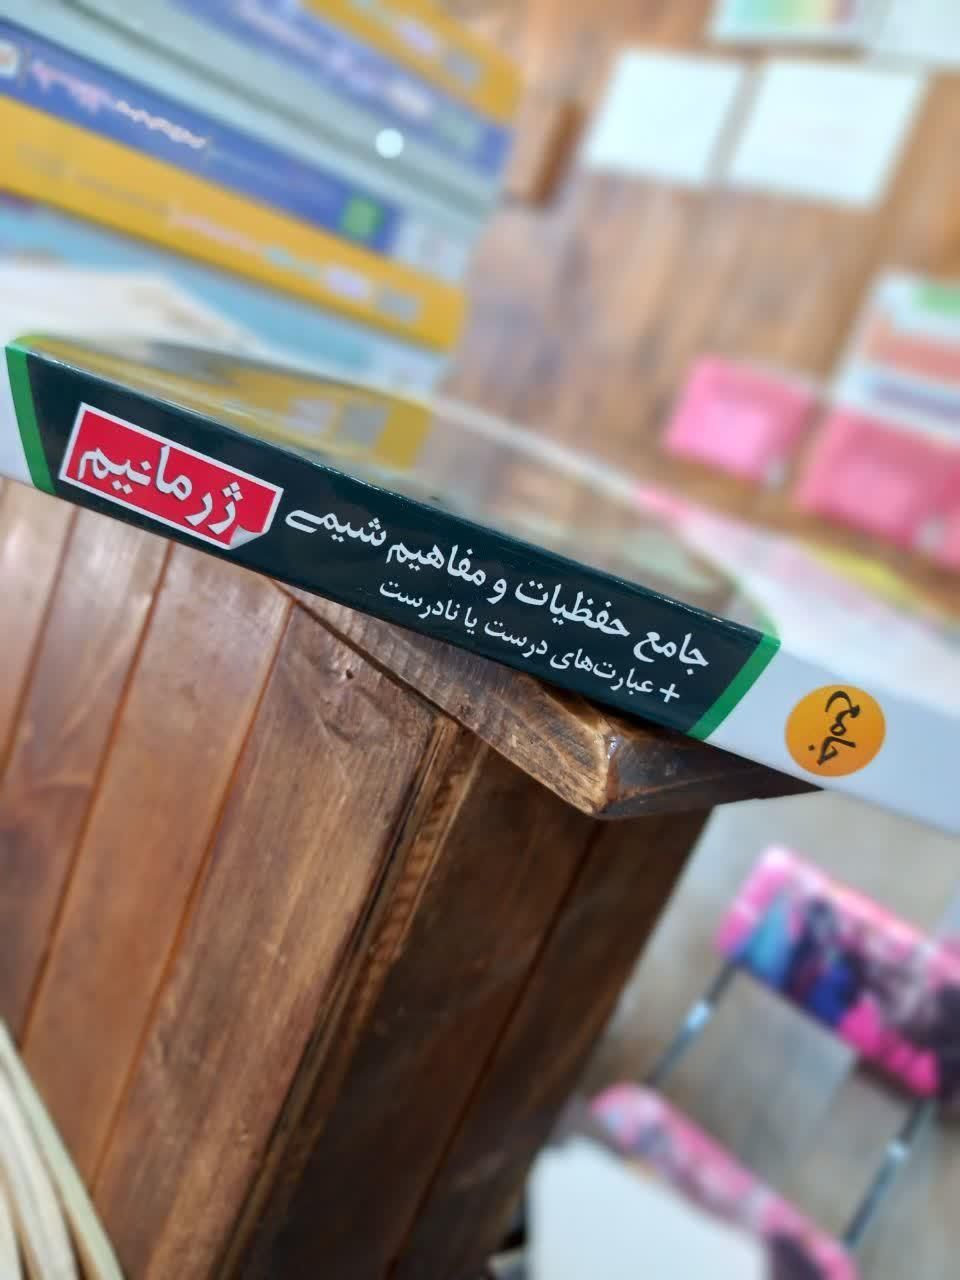 ژرمانیم
جامع حفظیات و مفاهیم شیمی
+ عبارت‌های درست یا نادرست
جامع